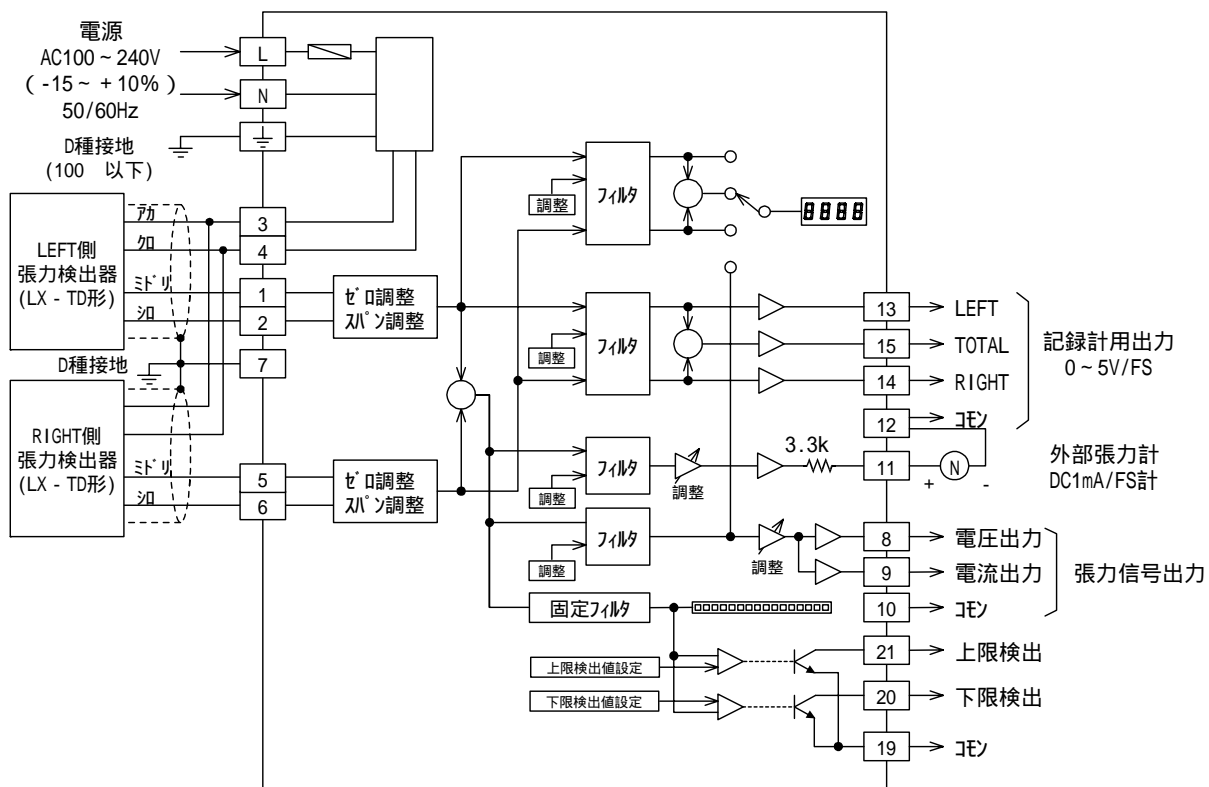 電源
AC100～240V
(-15～+10%)
50/60Hz
D種接地
(100 以下)
L
N
アカ
クロ
ミドリ
シロ
LEFT側
張力検出器
(LX-TD形)
3
4
1
2
7
D種接地
RIGHT側
張力検出器
(LX-TD形)
ミドリ
シロ
5
6
ゼロ調整
スパン調整
ゼロ調整
スパン調整
フィルタ
調整
8888
フィルタ
調整
13
LEFT
15
TOTAL
14
RIGHT
12
コモン
記録計用出力
0～5V/FS
フィルタ
調整
調整
3.3k
11
N
+ -
外部張力計
DC1mA/FS計
フィルタ
調整
調整
8
電圧出力
9
電流出力
10
コモン
張力信号出力
固定フィルタ
上限検出値設定
下限検出値設定
21
上限検出
20
下限検出
19
コモン